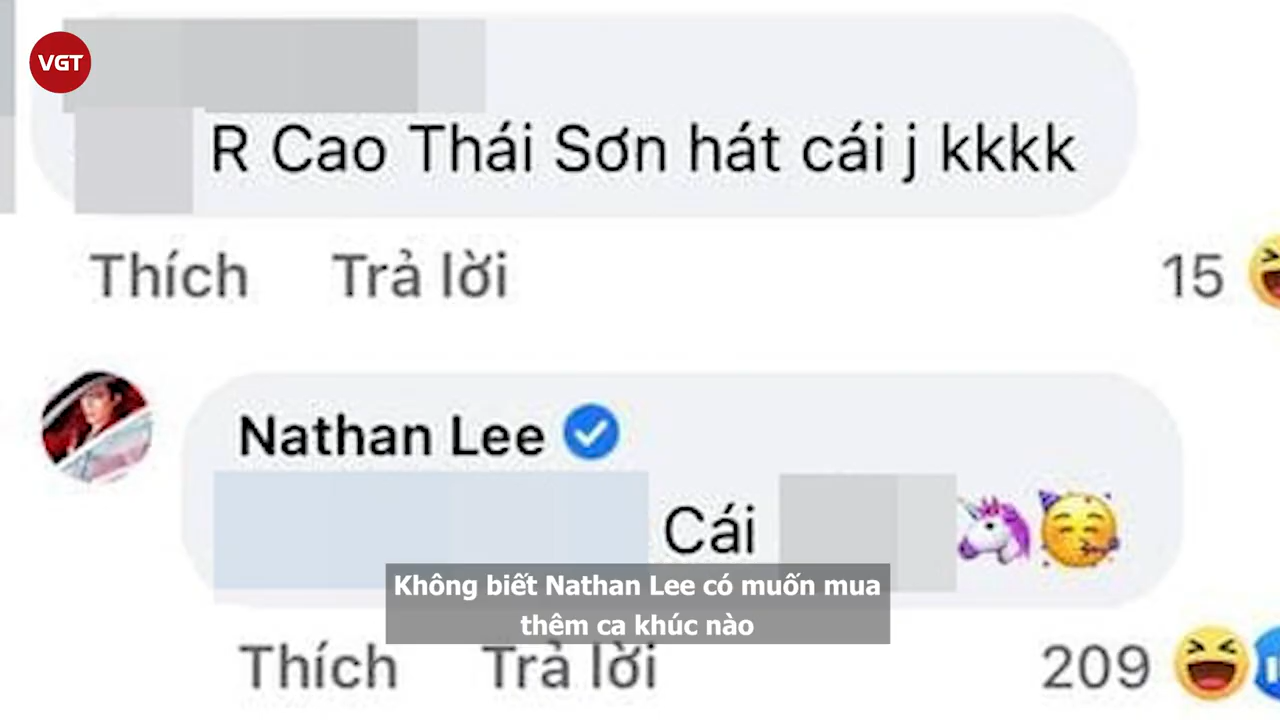 VGT
R Cao Thái Sơn hát cái j kkkk
Thích Trả lời 15
Nathan Lee
Cái
Không biết Nathan Lee có muốn mua
thêm ca khúc nào
Thích Trả lời 209